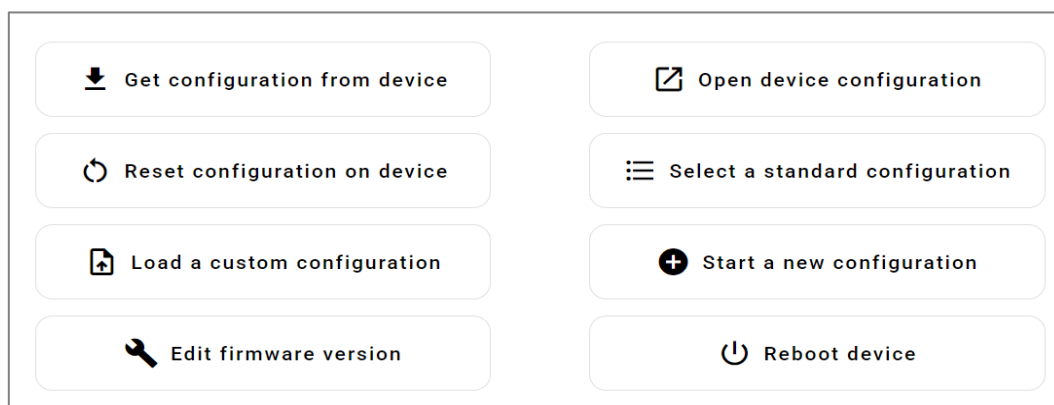 Get configuration from device
Open device configuration
Reset configuration on device
Select a standard configuration
Load a custom configuration
Start a new configuration
Edit firmware version
Reboot device